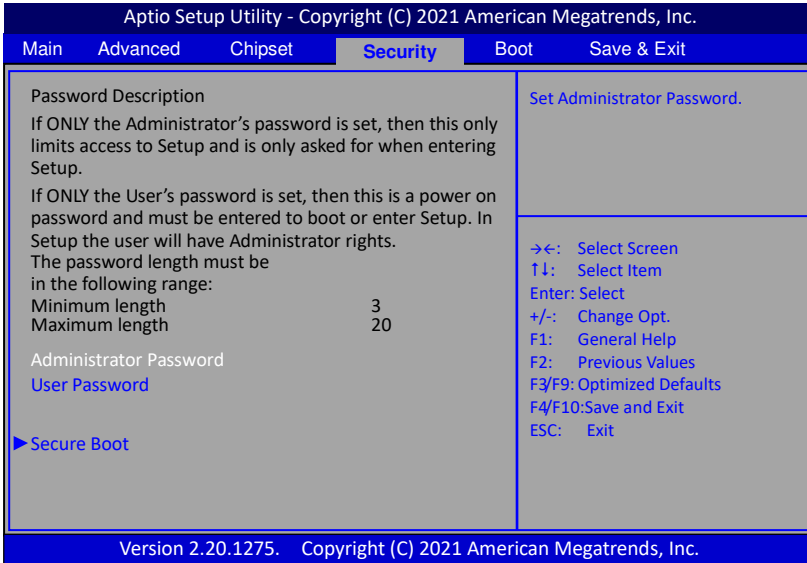 Aptio Setup Utility - Copyright (C) 2021 American Megatrends, Inc.
Main Advanced Chipset Security Boot Save & Exit
Password Description
If ONLY the Administrator’s password is set, then this only
limits access to Setup and is only asked for when entering
Setup.
If ONLY the User’s password is set, then this is a power on
password and must be entered to boot or enter Setup. In
Setup the user will have Administrator rights.
The password length must be
in the following range:
Minimum length 3
Maximum length 20
Administrator Password
User Password
►Secure Boot
Set Administrator Password.
→←: Select Screen
↑↓: Select Item
Enter: Select
+/-: Change Opt.
F1: General Help
F2: Previous Values
F3/F9: Optimized Defaults
F4/F10:Save and Exit
ESC: Exit
Version 2.20.1275. Copyright (C) 2021 American Megatrends, Inc.